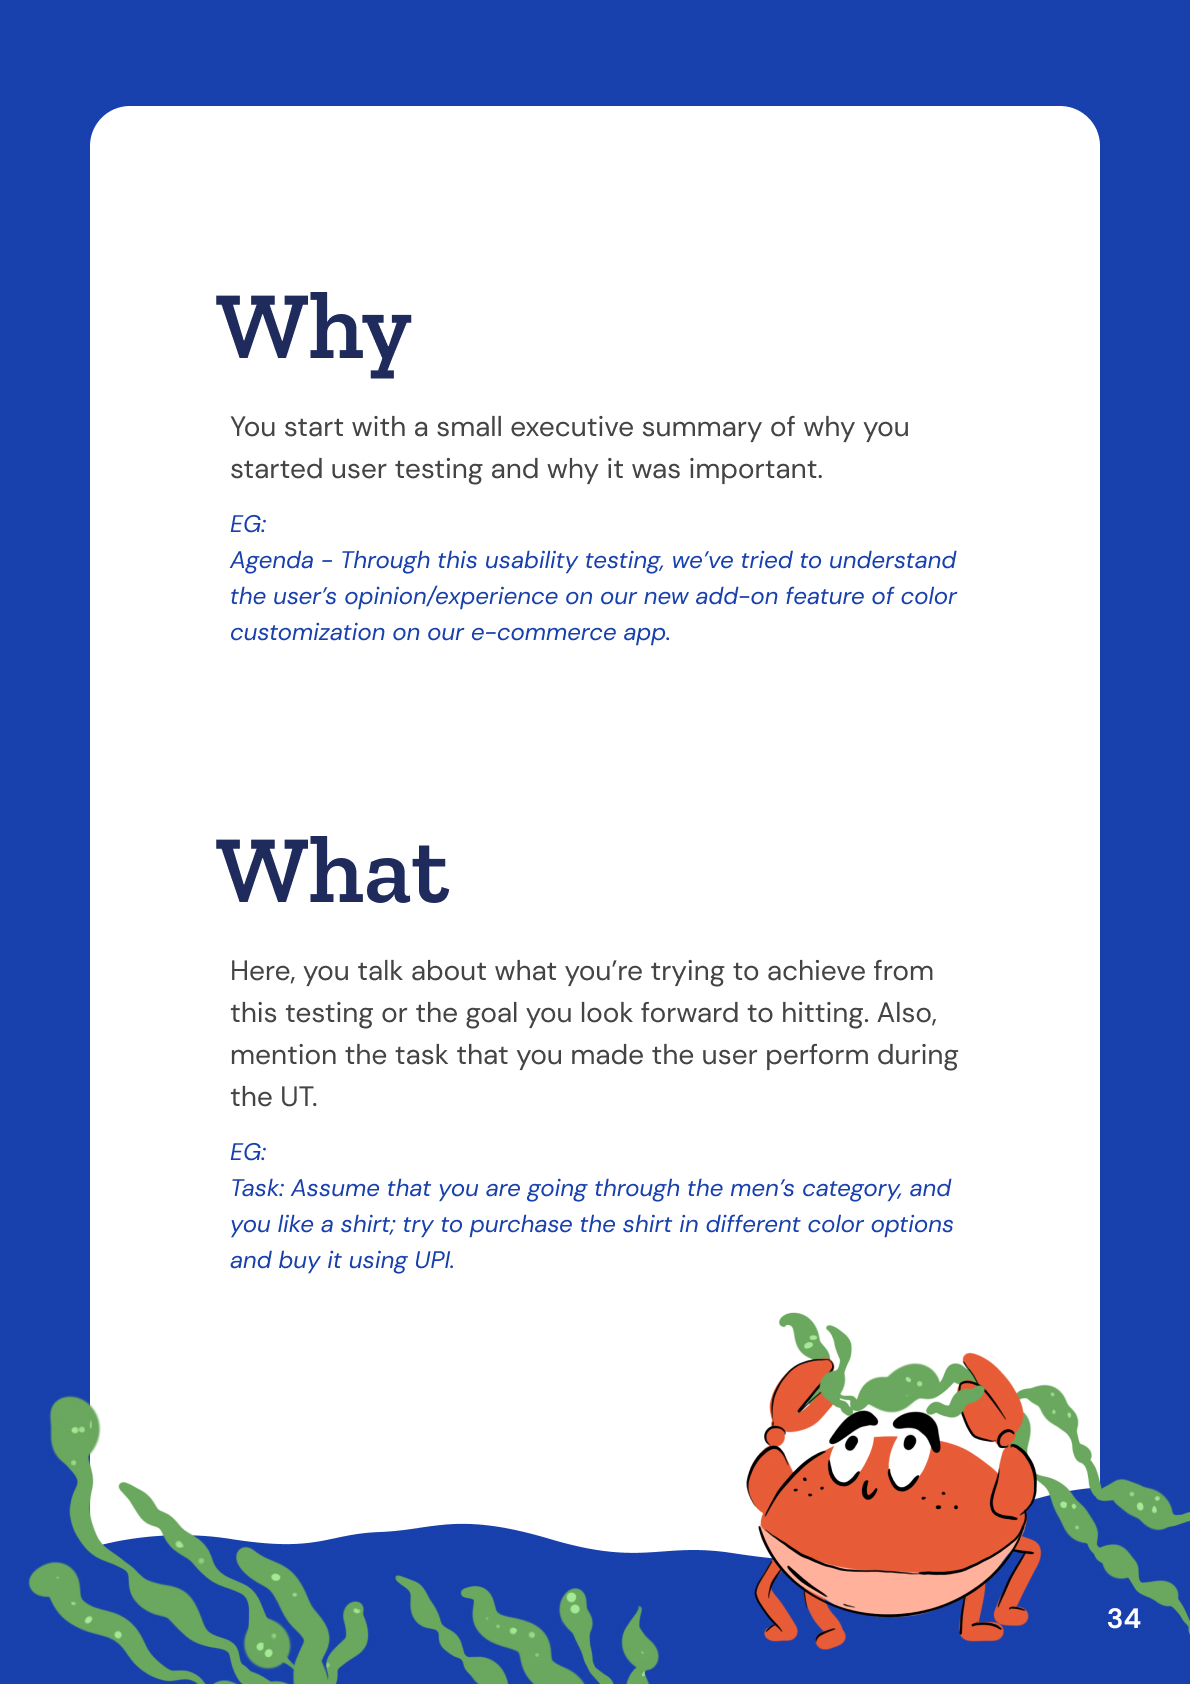 Why
You start with a small executive summary of why you
started user testing and why it was important.
EG:
Agenda - Through this usability testing, we’ve tried to understand
the user’s opinion/experience on our new add-on feature of color
customization on our e-commerce app.
What
Here, you talk about what you’re trying to achieve from
this testing or the goal you look forward to hitting. Also,
mention the task that you made the user perform during
the UT.
EG:
Task: Assume that you are going through the men’s category, and
you like a shirt; try to purchase the shirt in different color options
and buy it using UPI.
34